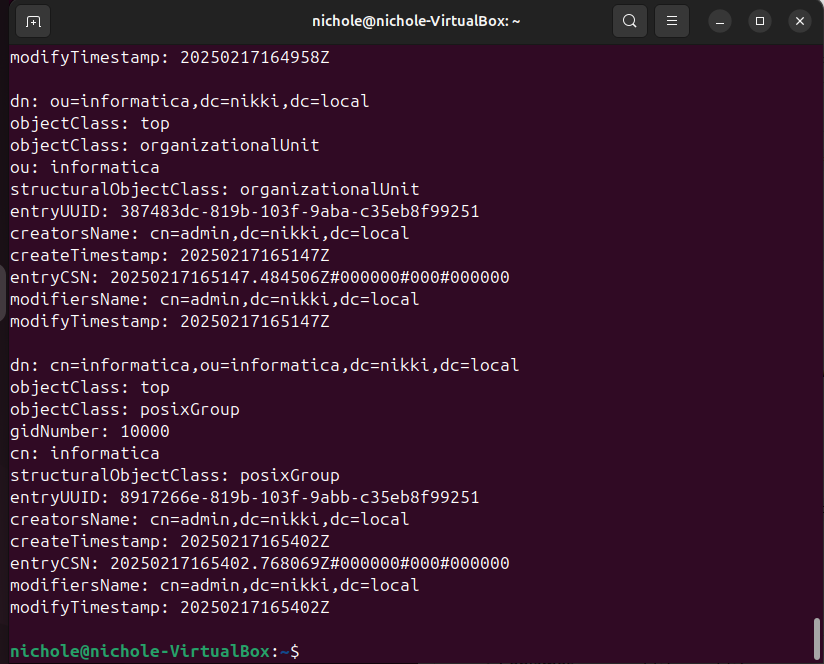 nichole@nichole-VirtualBox: ~
modifyTimestamp: 20250217164958Z
dn: ou=informatica,dc=nikki,dc=local
objectClass: top
objectClass: organizationalUnit
ou: informatica
structuralObjectClass: organizationalUnit
entryUUID: 387483dc-819b-103f-9aba-c35eb8f99251
creatorsName: cn=admin,dc=nikki,dc=local
createTimestamp: 20250217165147Z
entryCSN: 20250217165147.484506Z#000000#000#000000
modifiersName: cn=admin,dc=nikki,dc=local
modifyTimestamp: 20250217165147Z
dn: cn=informatica,ou=informatica,dc=nikki,dc=local
objectClass: top
objectClass: posixGroup
gidNumber: 10000
cn: informatica
structuralObjectClass: posixGroup
entryUUID: 8917266e-819b-103f-9abb-c35eb8f99251
creatorsName: cn=admin,dc=nikki,dc=local
createTimestamp: 20250217165402Z
entryCSN: 20250217165402.768069Z#000000#000#000000
modifiersName: cn=admin,dc=nikki,dc=local
modifyTimestamp: 20250217165402Z
nichole@nichole-VirtualBox:~$